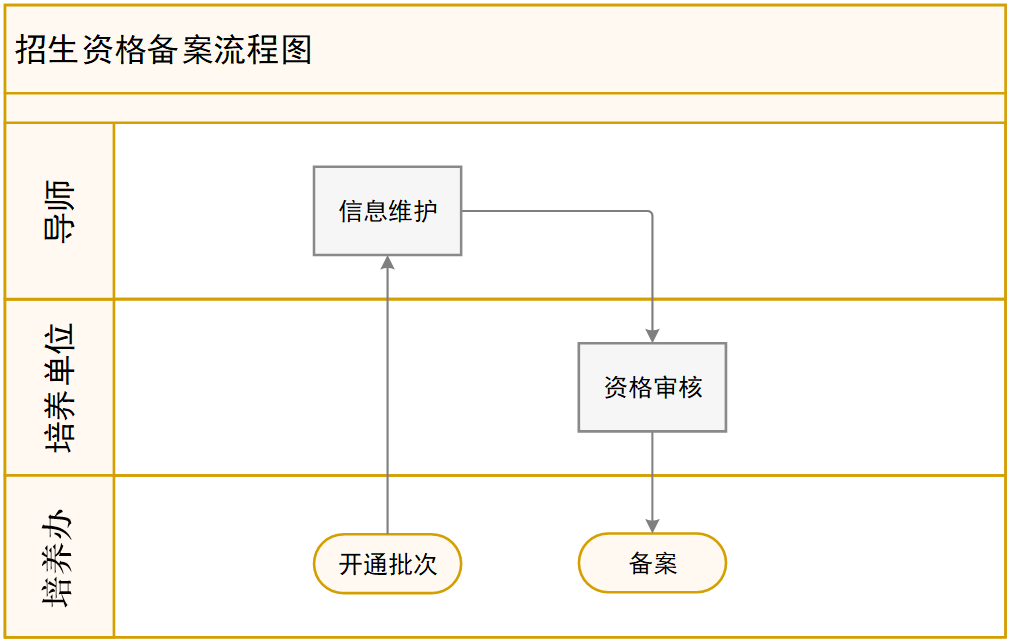 招生资格备案流程图
导师
信息维护
培养单位
资格审核
培养办
开通批次
备案